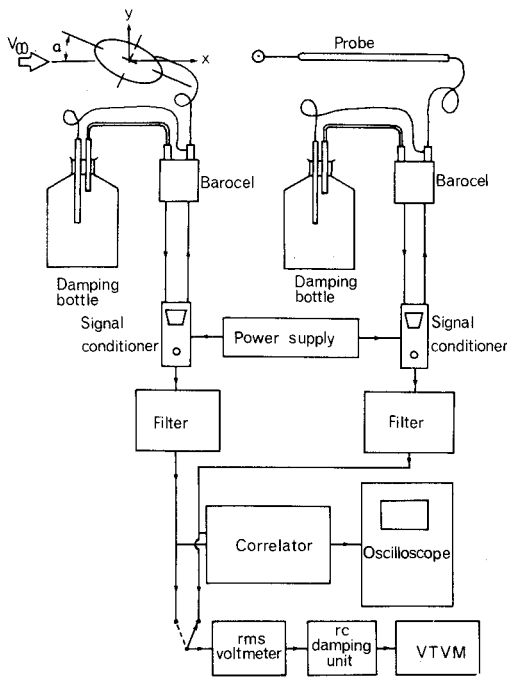 y
V∞
a
x
Probe
Barocel
Barocel
Damping
bottle
Damping
bottle
Signal
conditioner
Power supply
Signal
conditioner
Filter
Filter
Correlator
Oscilloscope
rms
voltmeter
rc
damping
unit
VTVM